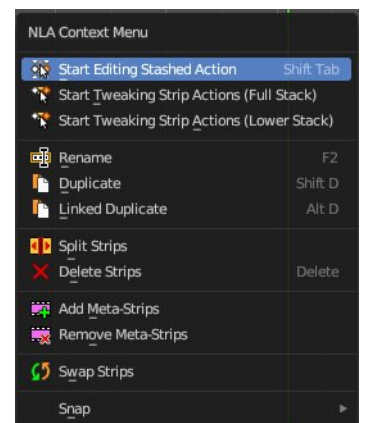 NLA Context Menu
Start Editing Stashed Action Shift Tab
Start Tweaking Strip Actions (Full Stack)
Start Tweaking Strip Actions (Lower Stack)
Rename F2
Duplicate Shift D
Linked Duplicate Alt D
Split Strips
Delete Strips Delete
Add Meta-Strips
Remove Meta-Strips
Swap Strips
Snap